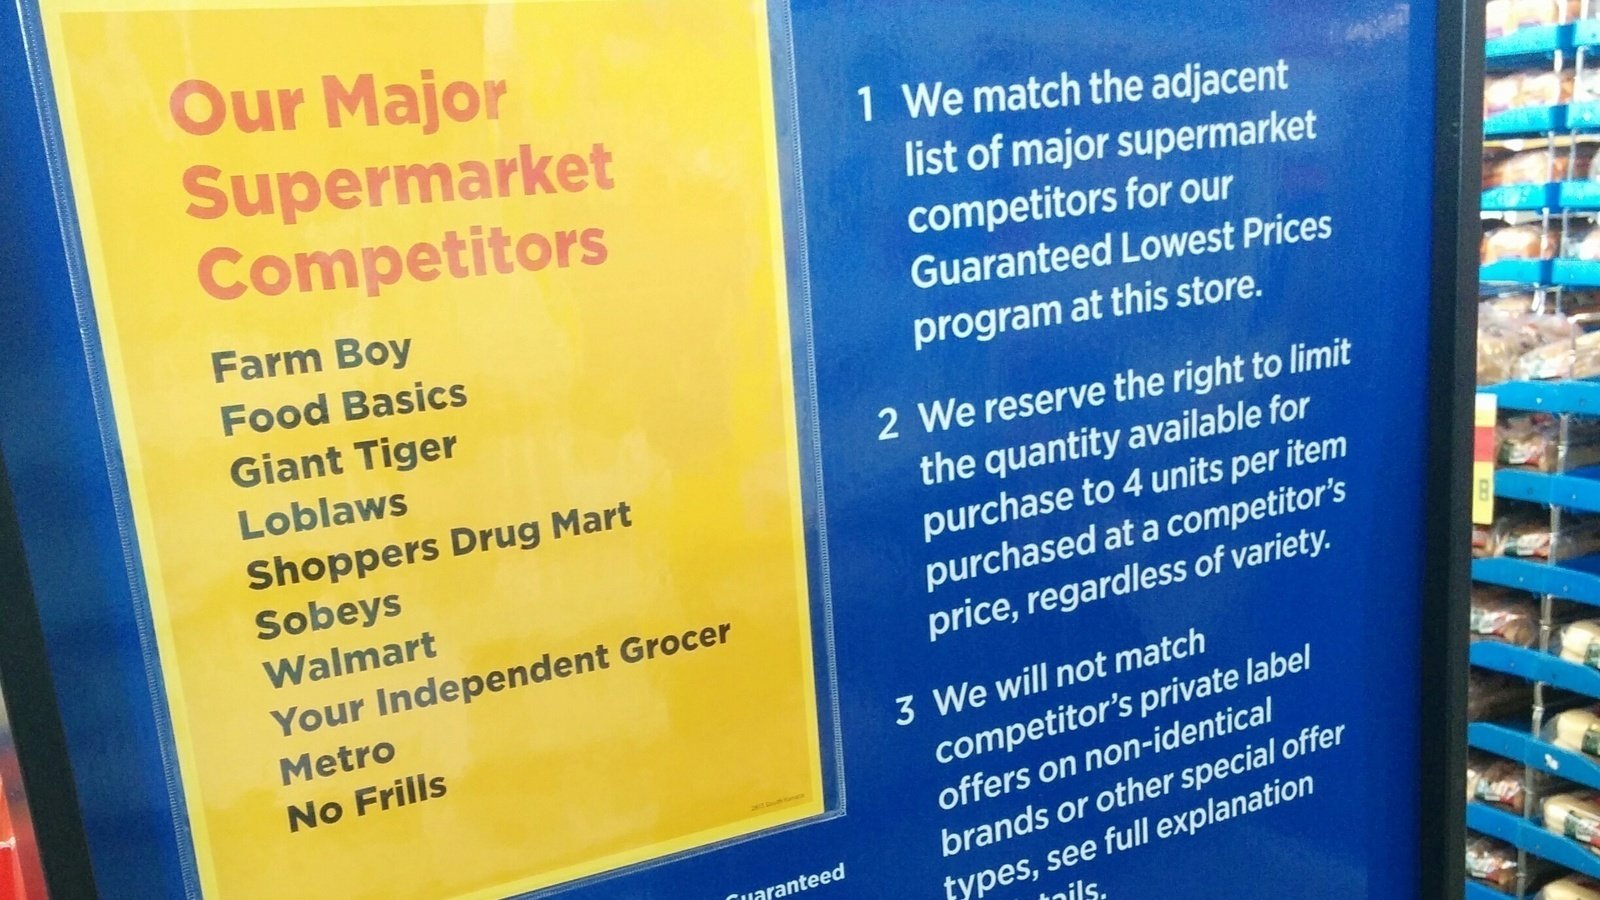 Our Major
Supermarket
Competitors
Farm Boy
Food Basics
Giant Tiger
Loblaws
Shoppers Drug Mart
Sobeys
Walmart
Your Independent Grocer
Metro
No Frills
1 We match the adjacent
list of major supermarket
competitors for our
Guaranteed Lowest Prices
program at this store.
2 We reserve the right to limit
the quantity available for
purchase to 4 units per item
purchased at a competitor's
price, regardless of variety.
3 We will not match
competitor's private label
offers on non-identical
brands or other special offer
types, see full explanation
Guaranteed